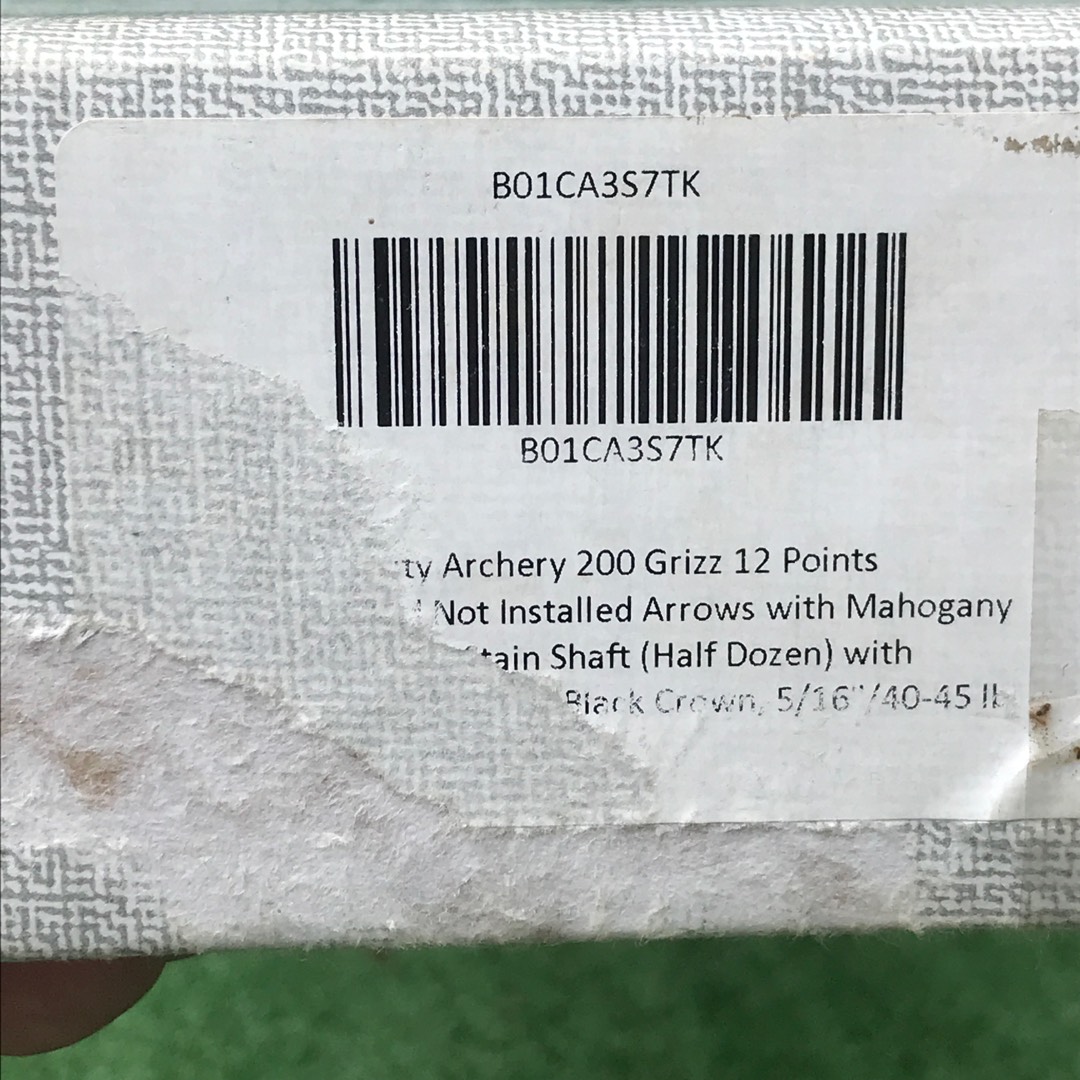 B01CA3S7TK
B01CA3S7TK
Archery 200 Grizz 12 Points
Not Installed Arrows with Mahogany
Shaft (Half Dozen) with
Black Crown, 5/16"/40-45 lb